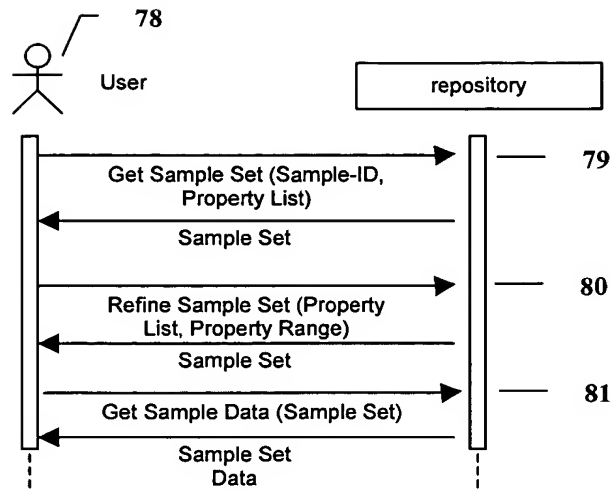 78
User
repository
79
Get Sample Set (Sample-ID,
Property List)
Sample Set
80
Refine Sample Set (Property
List, Property Range)
Sample Set
81
Get Sample Data (Sample Set)
Sample Set
Data